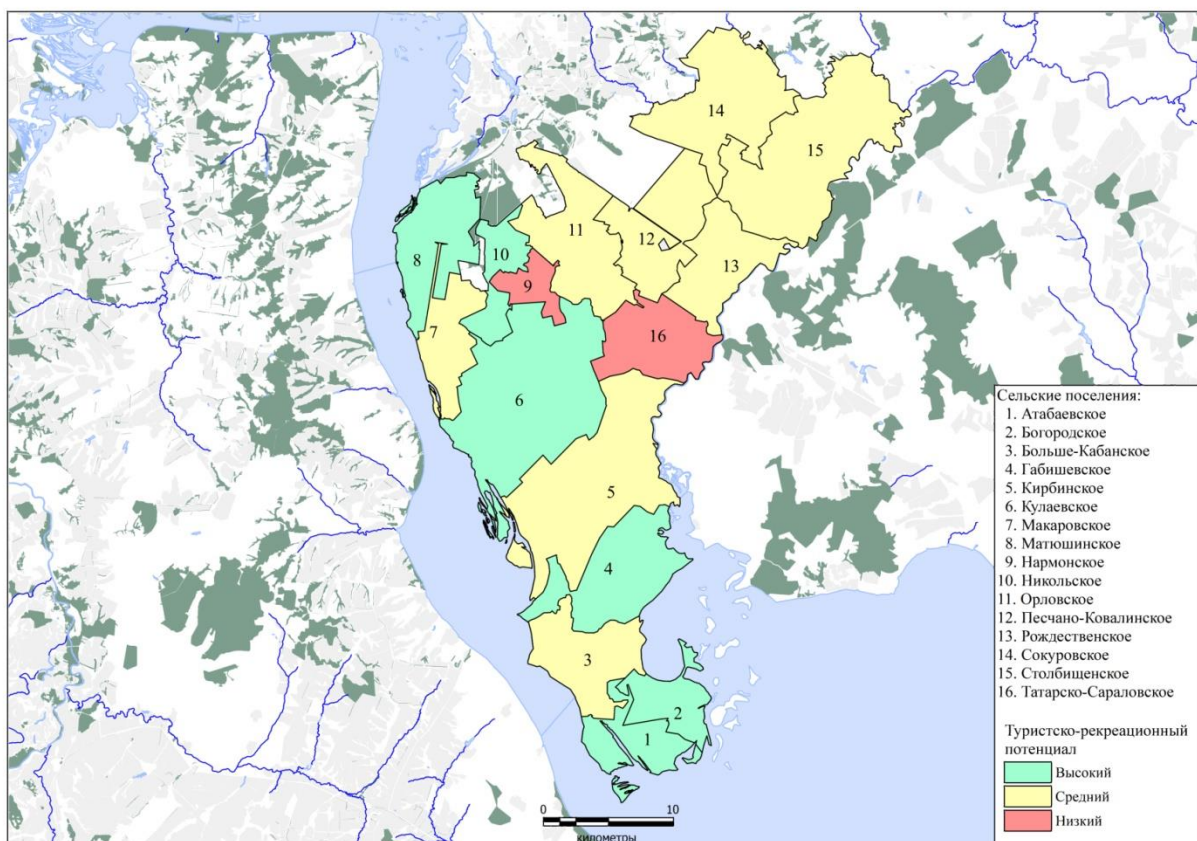 14
15
11
12
10
8
13
9
7
16
6
5
4
3
2
1
Сельские поселения:
1. Атабаевское
2. Богородское
3. Больше-Кабанское
4. Габишевское
5. Кирбинское
6. Кулаевское
7. Макаровское
8. Матюшинское
9. Нармонское
10. Никольское
11. Орловское
12. Песчано-Ковалинское
13. Рождественское
14. Сокуровское
15. Столбищенское
16. Татарско-Сараловское
Туристско-рекреационный
потенциал
Высокий
Средний
Низкий
0 10
километры